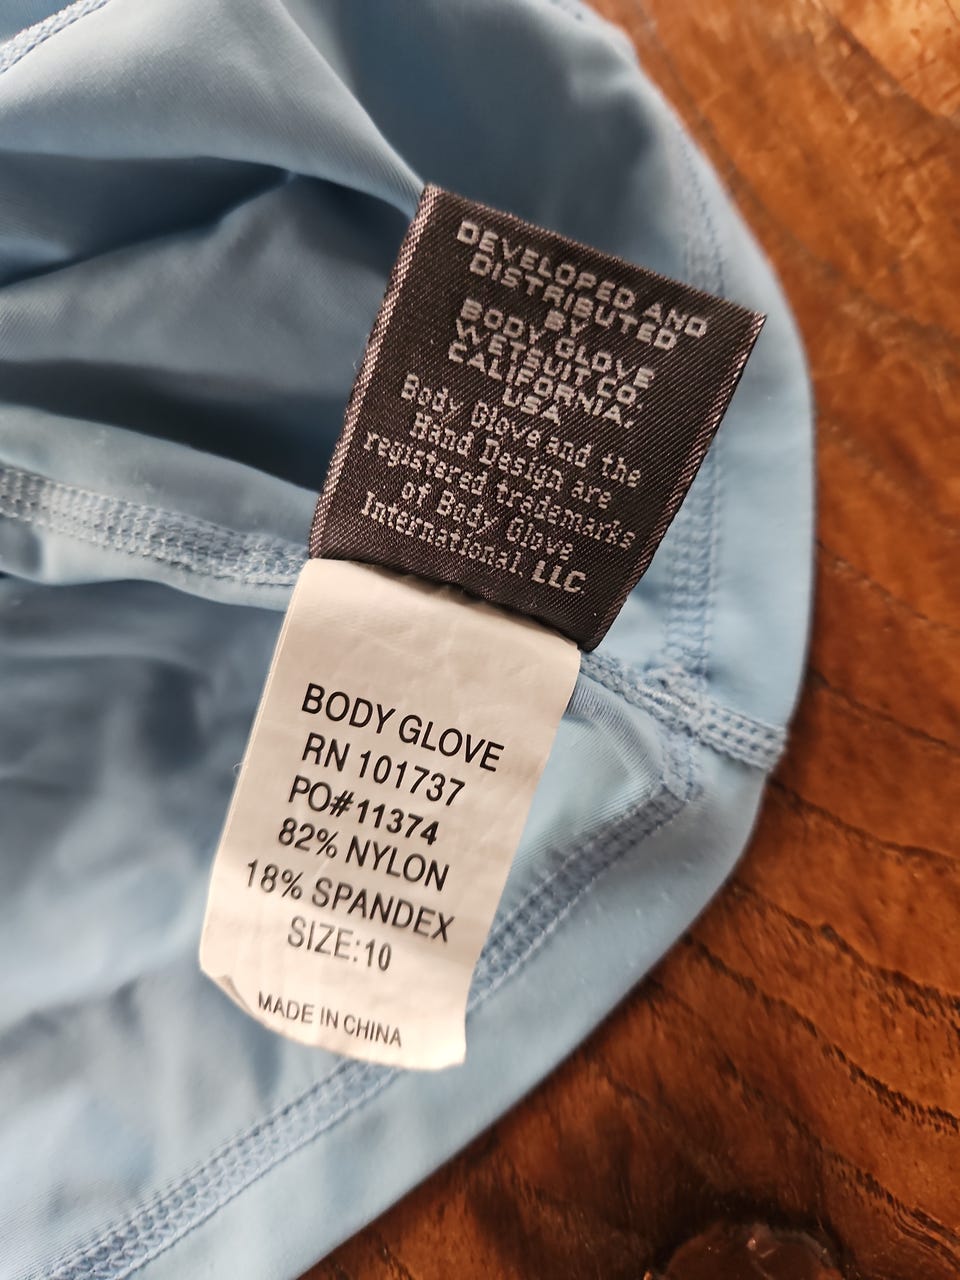 DEVELOPED AND
DISTRIBUTED
BY
BODY GLOVE
WETSUIT CO.
CALIFORNIA.
USA
Body Glove and the
Hand Design are
registered trademarks
of Body Glove
International, LLC
BODY GLOVE
RN 101737
PO#11374
82% NYLON
18% SPANDEX
SIZE:10
MADE IN CHINA